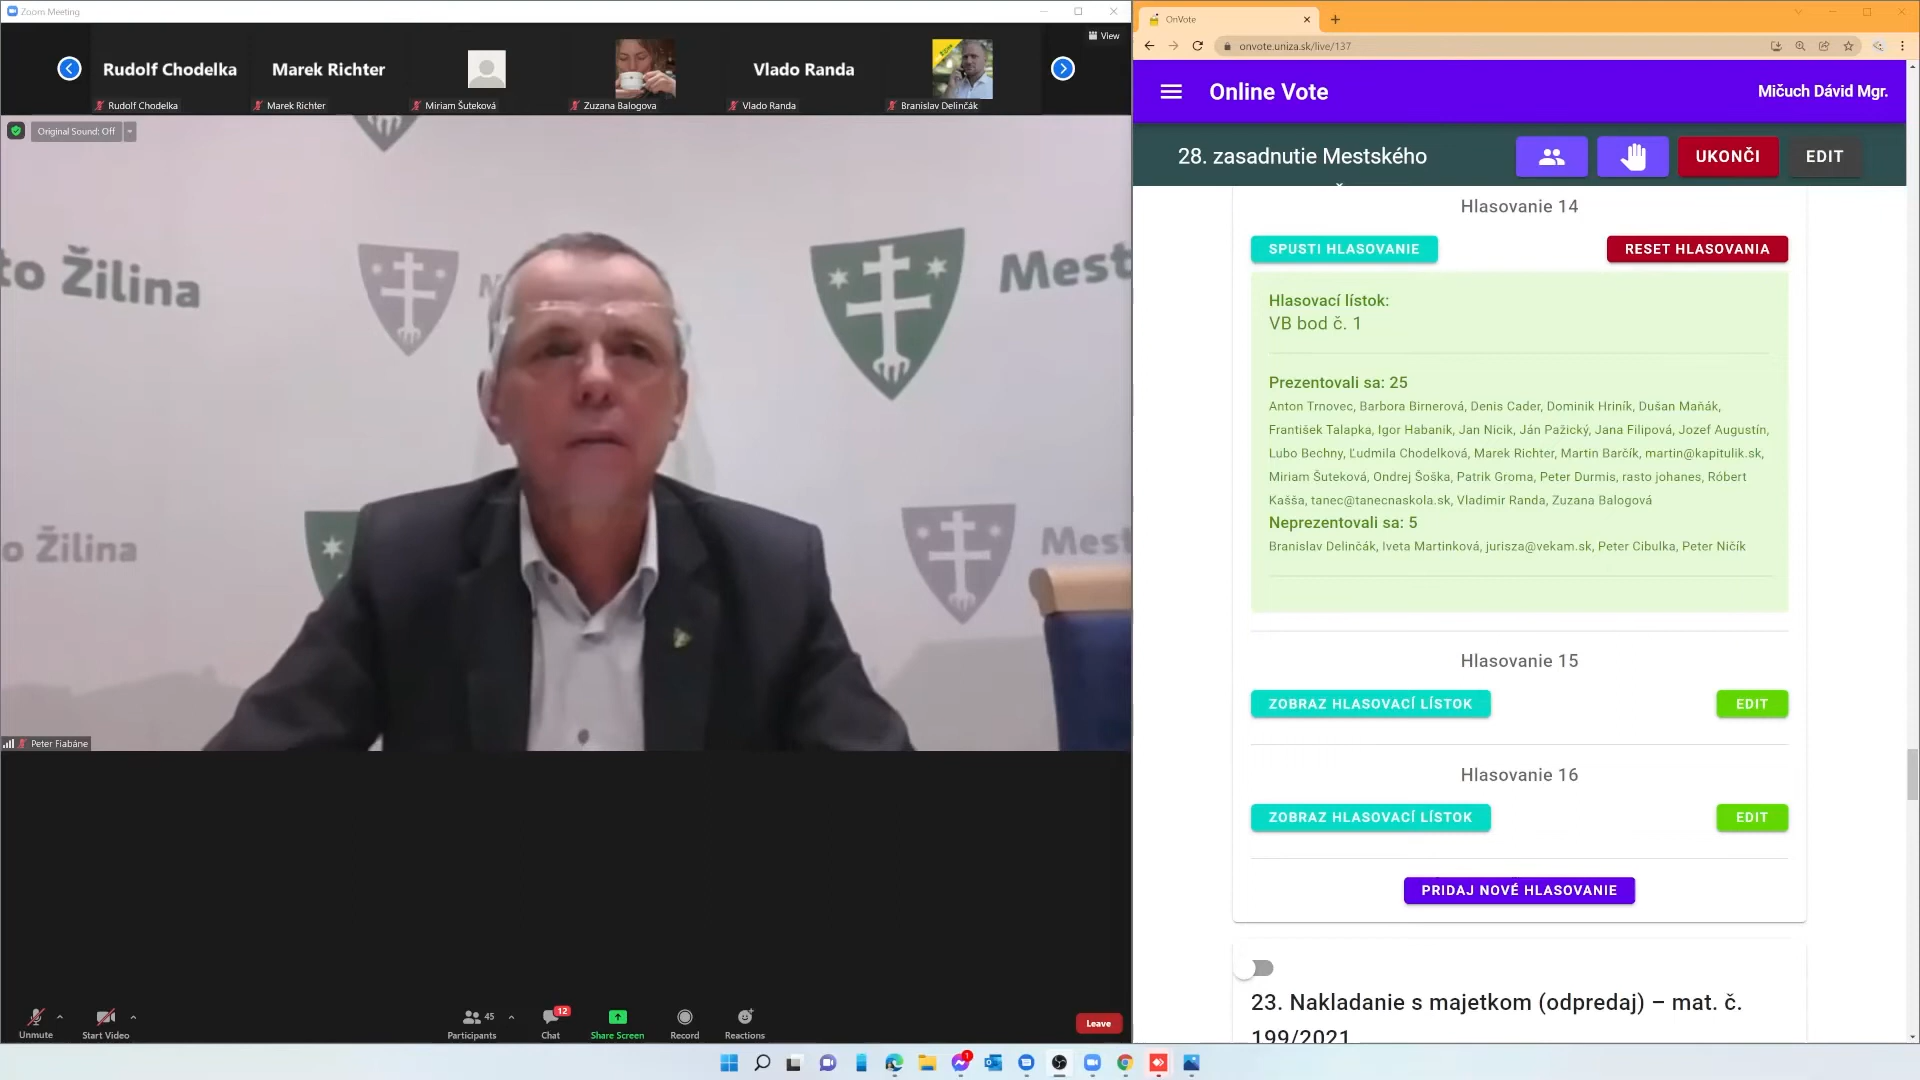 Zoom Meeting
View
Rudolf Chodelka
Marek Richter
Vlado Randa
Rudolf Chodelka
Marek Richter
Miriam Šuteková
Zuzana Balogova
Vlado Randa
Branislav Delinčák
Original Sound: Off
to Žilina
Mest
o Žilina
Mest
Peter Fiabáne
Unmute
Start Video
45
Participants
12
Chat
Share Screen
Record
Reactions
Leave
OnVote
onvote.uniza.sk/live/137
Online Vote
Mičuch Dávid Mgr.
28. zasadnutie Mestského
UKONČI
EDIT
Hlasovanie 14
SPUSTI HLASOVANIE
RESET HLASOVANIA
Hlasovací lístok:
VB bod č. 1
Prezentovali sa: 25
Anton Trnovec, Barbora Birnerová, Denis Cader, Dominik Hriník, Dušan Maňák,
František Talapka, Igor Habanik, Jan Nicik, Ján Pažický, Jana Filipová, Jozef Augustín,
Lubo Bechny, Ľudmila Chodelková, Marek Richter, Martin Barčík, martin@kapitulik.sk,
Miriam Šuteková, Ondrej Šoška, Patrik Groma, Peter Durmis, rasto johanes, Róbert
Kašša, tanec@tanecnaskola.sk, Vladimir Randa, Zuzana Balogová
Neprezentovali sa: 5
Branislav Delinčák, Iveta Martinková, jurisza@vekam.sk, Peter Cibulka, Peter Ničík
Hlasovanie 15
ZOBRAZ HLASOVACÍ LÍSTOK
EDIT
Hlasovanie 16
ZOBRAZ HLASOVACÍ LÍSTOK
EDIT
PRIDAJ NOVÉ HLASOVANIE
23. Nakladanie s majetkom (odpredaj) – mat. č.
199/2021
1